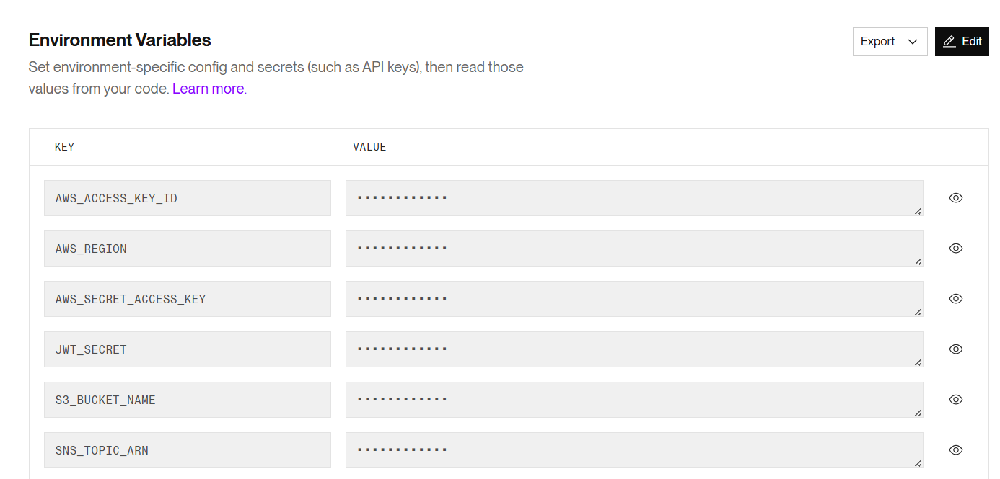 Environment Variables
Export
Edit
Set environment-specific config and secrets (such as API keys), then read those
values from your code. Learn more.
KEY VALUE
AWS_ACCESS_KEY_ID ············
AWS_REGION ············
AWS_SECRET_ACCESS_KEY ············
JWT_SECRET ············
S3_BUCKET_NAME ············
SNS_TOPIC_ARN ············